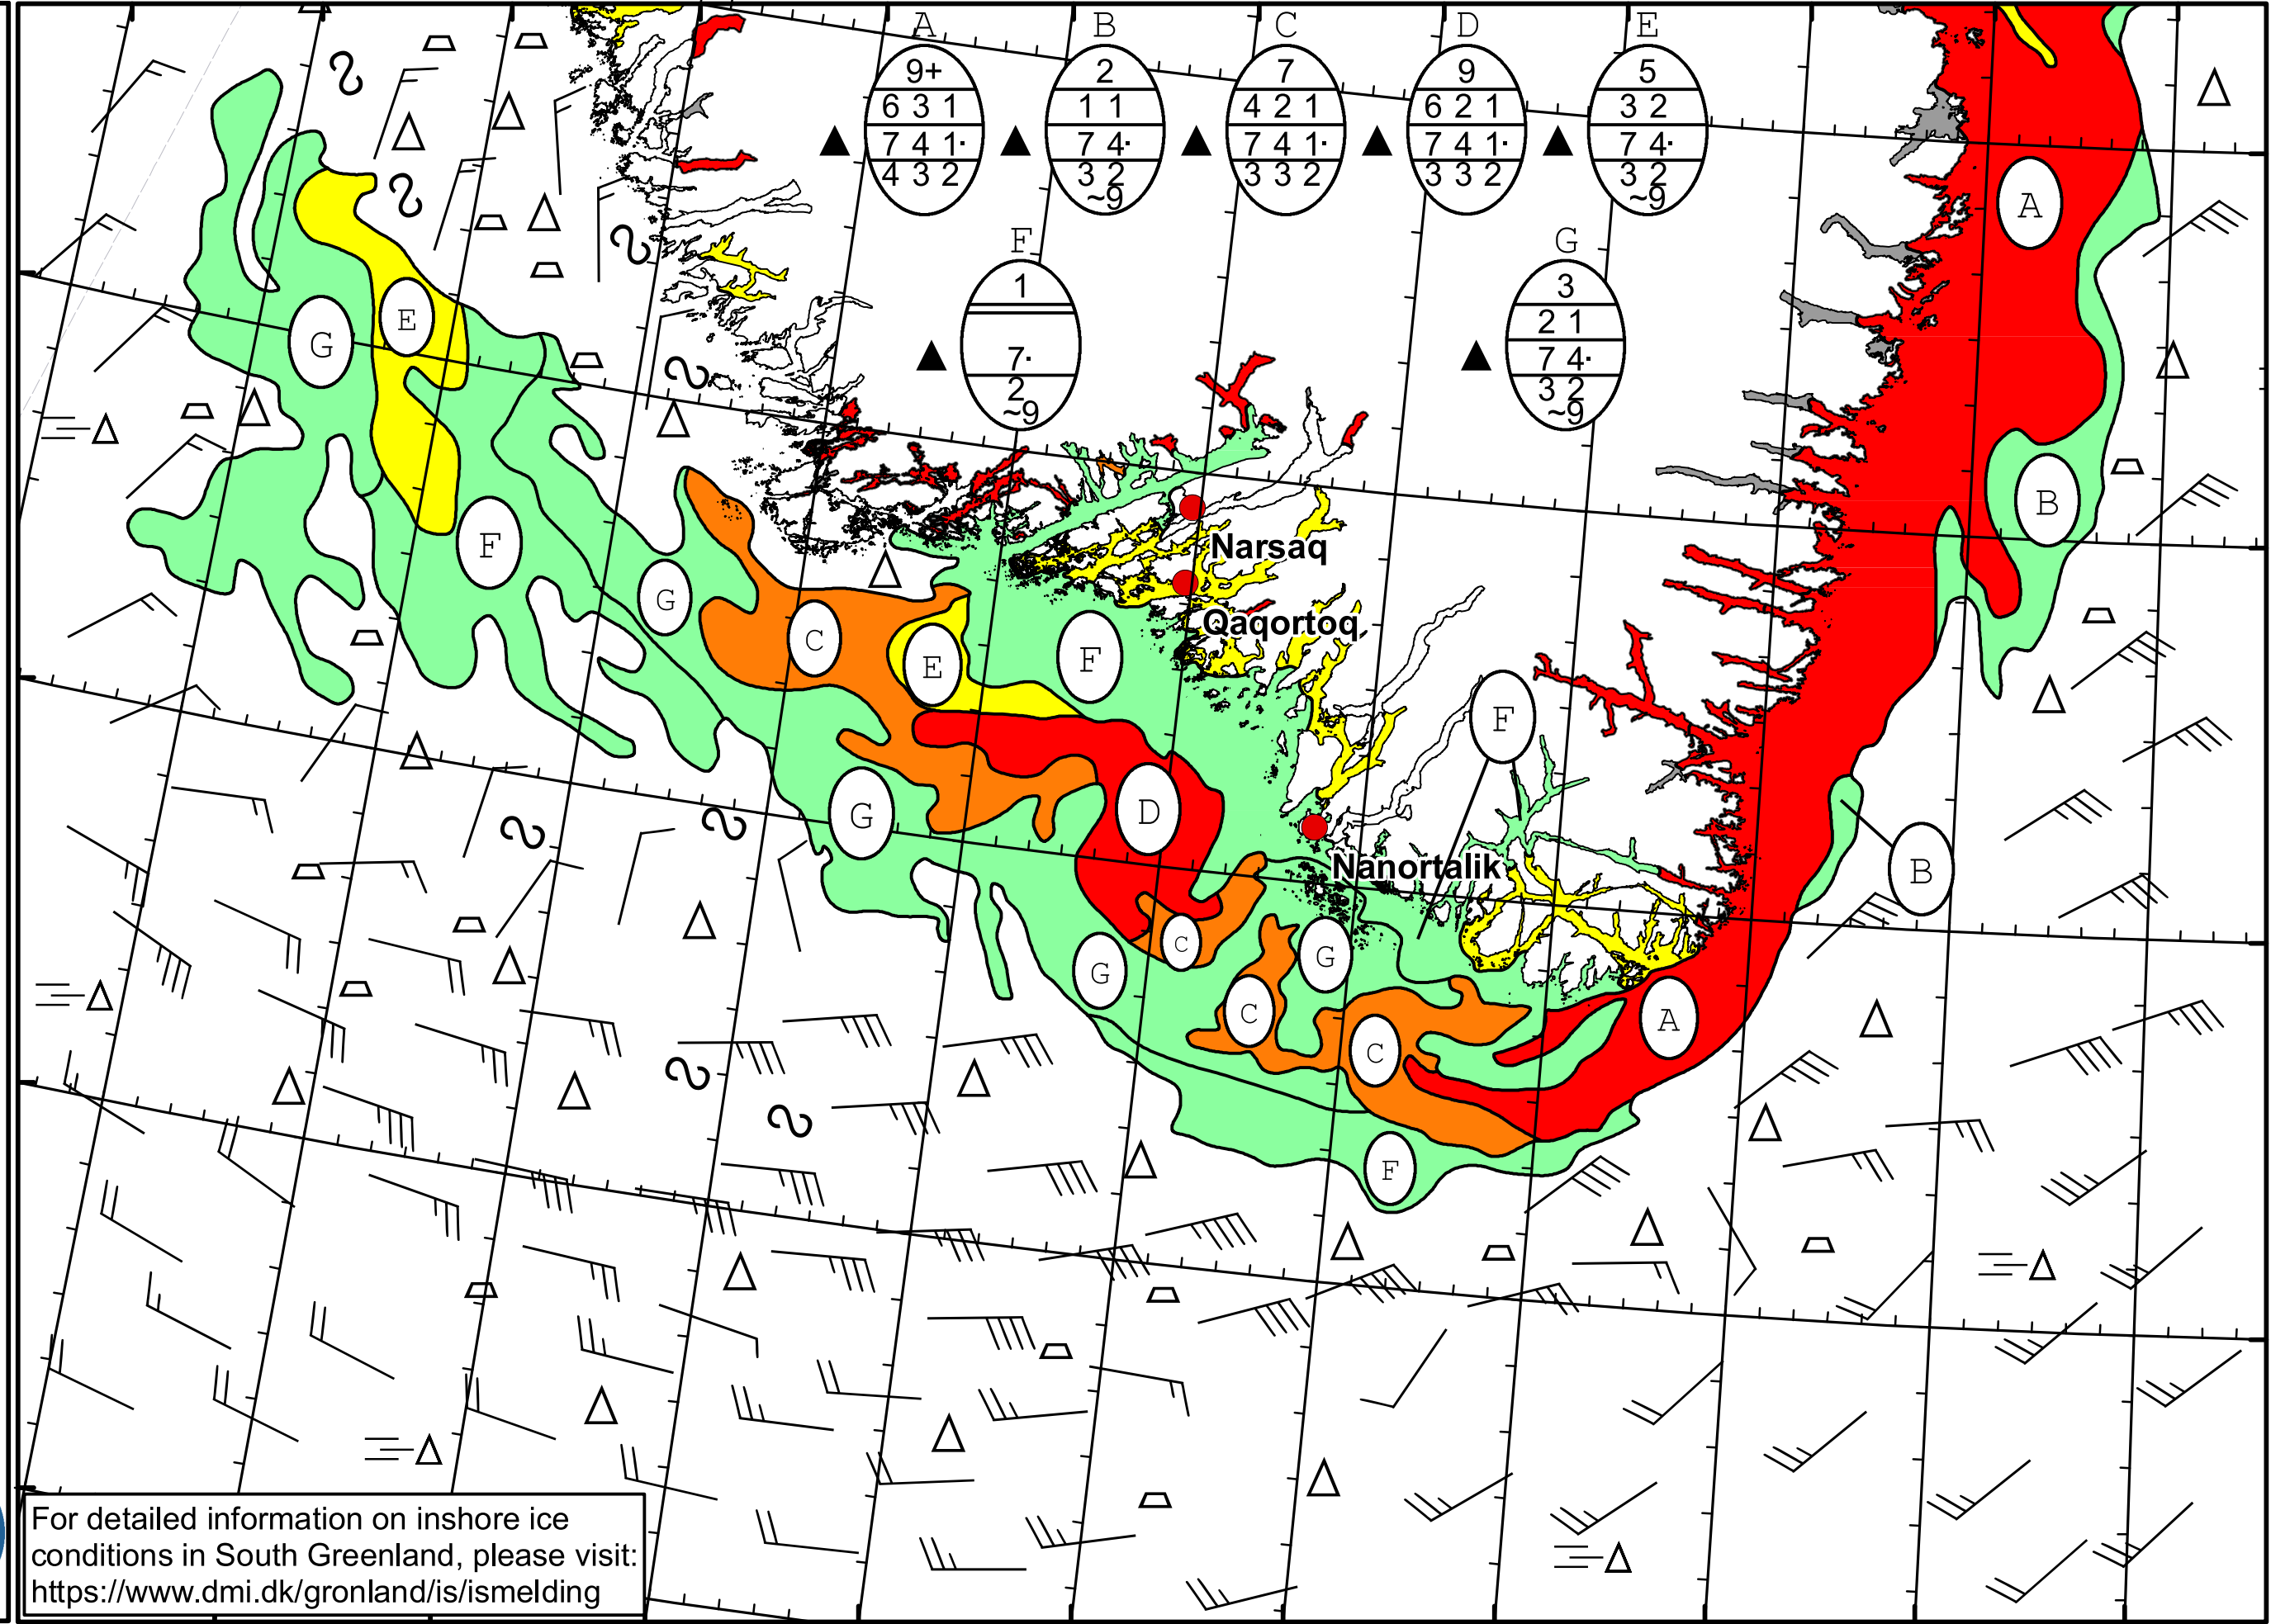 A B C D E
9+ 2 7 9 5
6 3 1 1 1 4 2 1 6 2 1 3 2
7 4 1· 7 4· 7 4 1· 7 4 1· 7 4·
4 3 2 3 2 3 3 2 3 3 2 3 2
~9 ~9
F G
1 3
2 1
7· 7 4·
2 3 2
~9 ~9
A
G
E
B
F
Narsaq
G
Qaqortoq
C
E
F
F
G
D
Nanortalik
B
C
G
G
C
A
C
F
For detailed information on inshore ice
conditions in South Greenland, please visit:
https://www.dmi.dk/gronland/is/ismelding